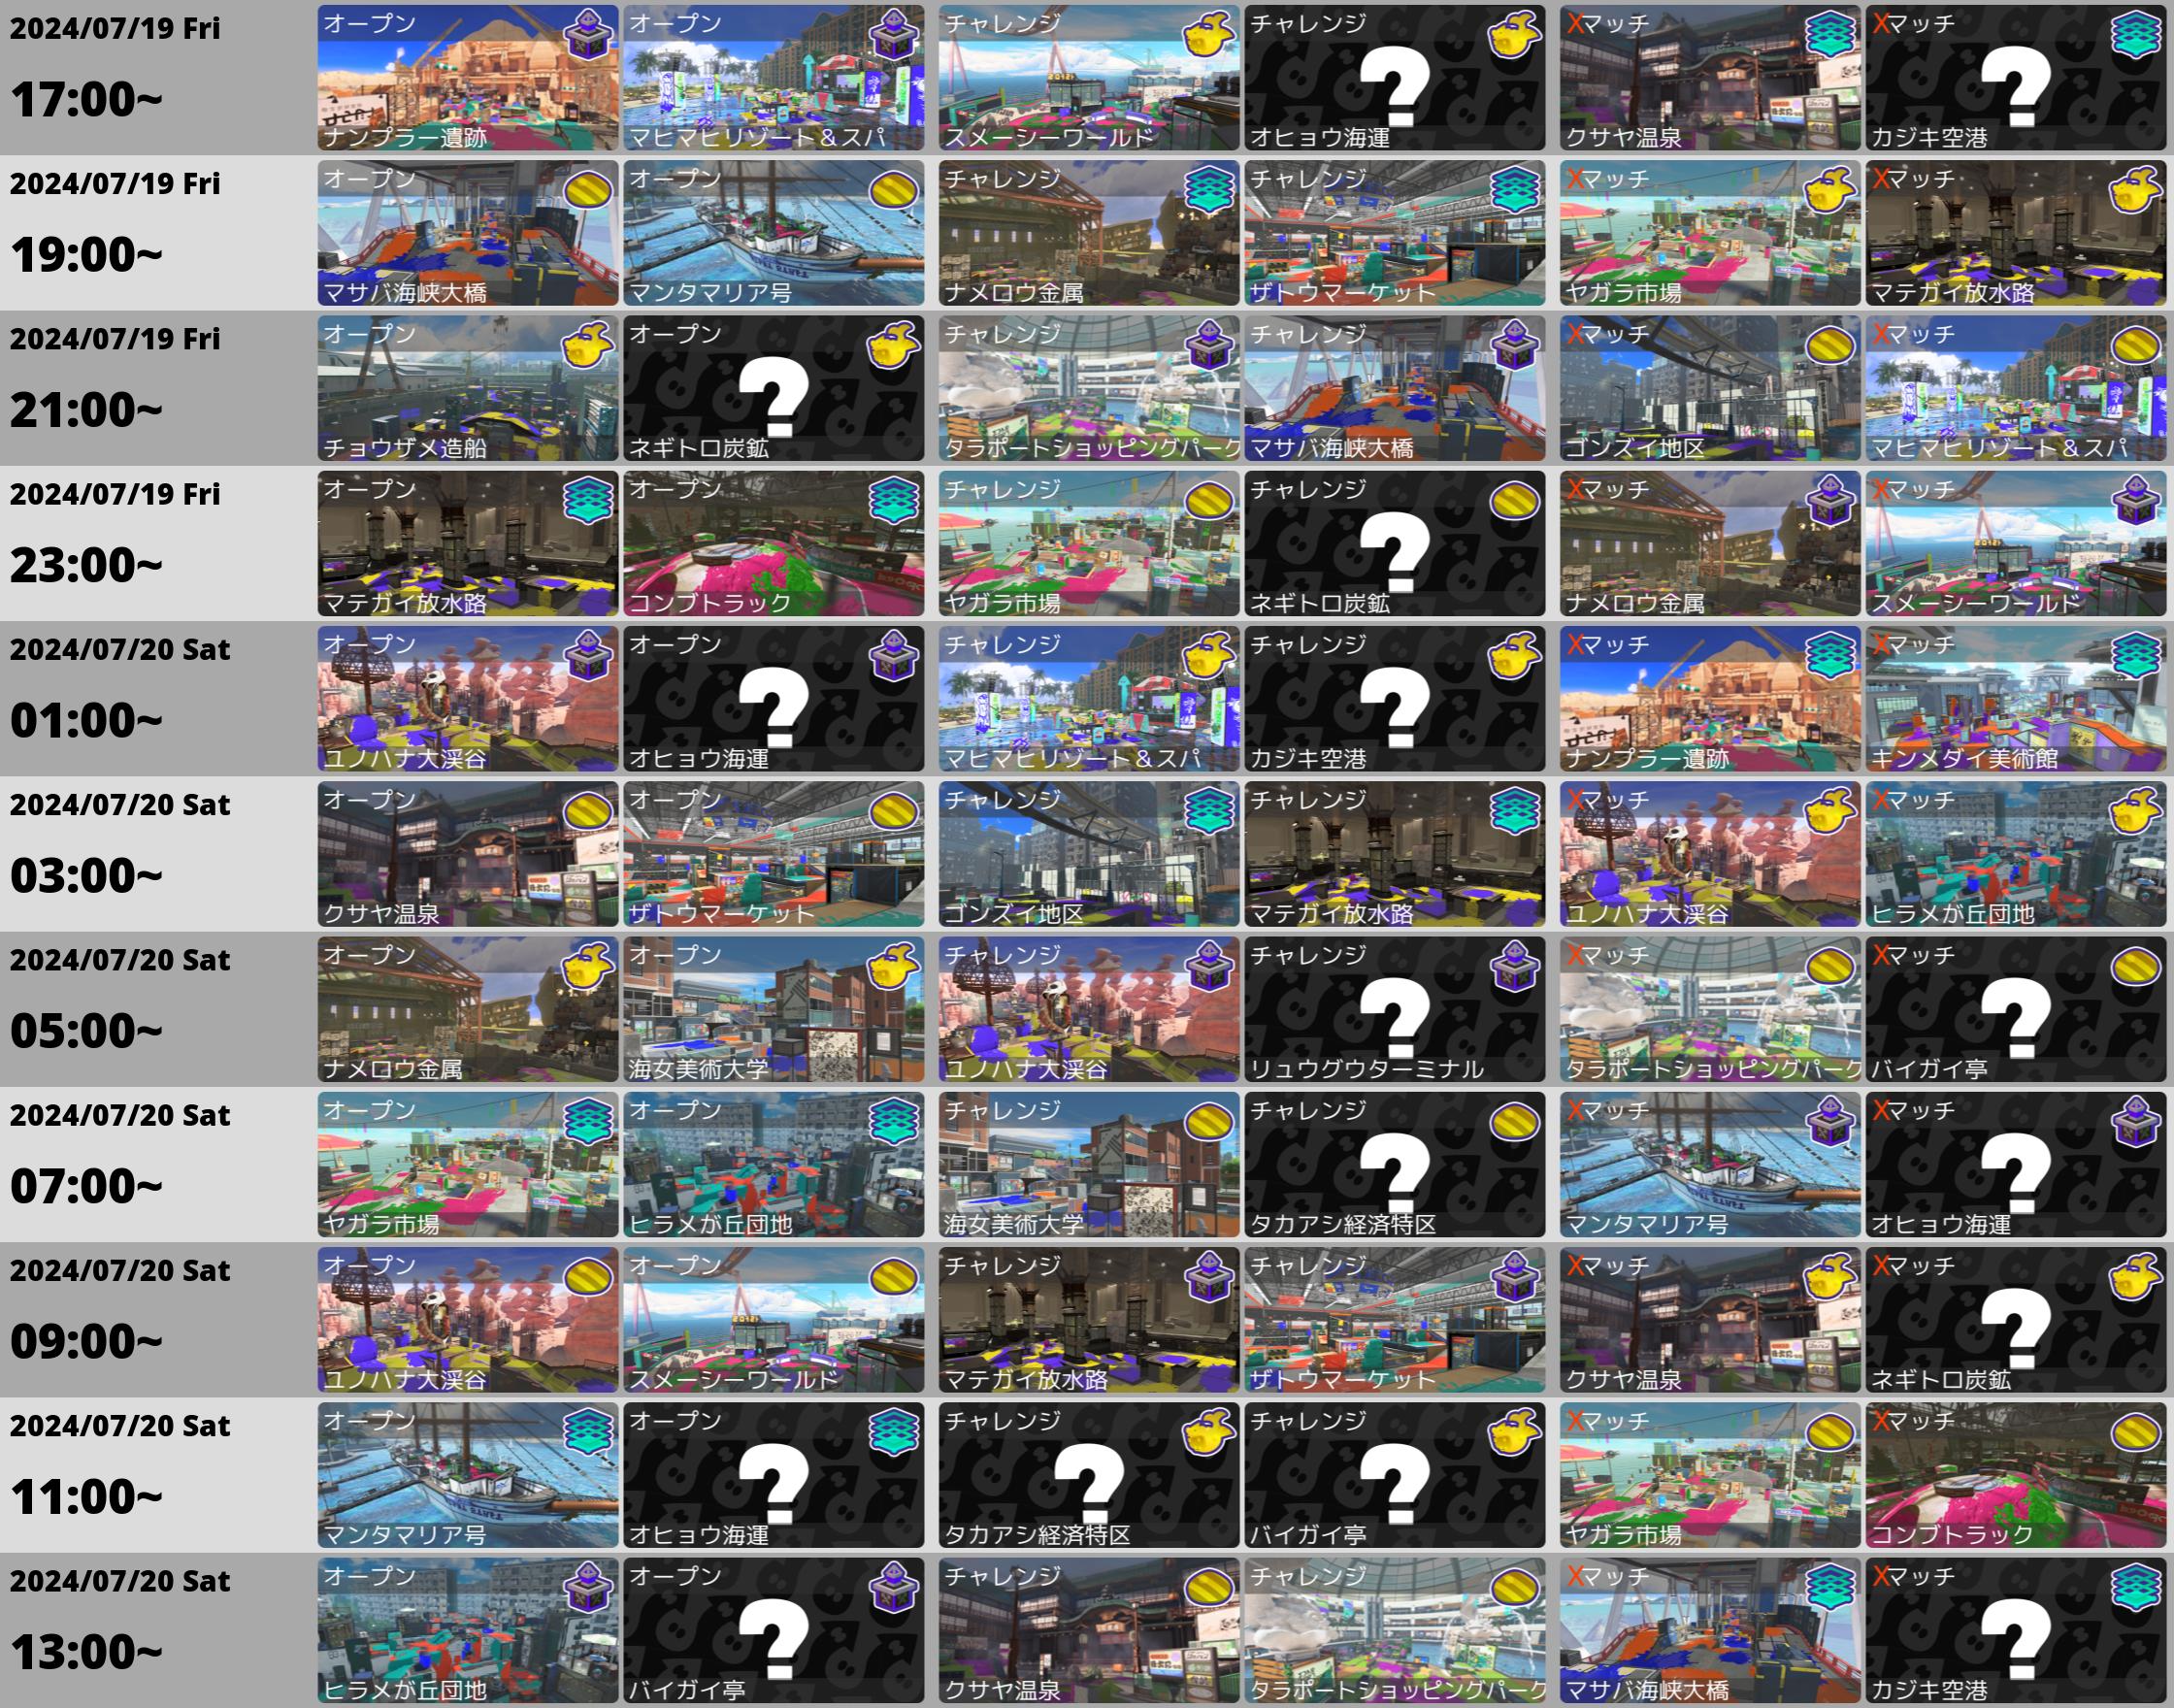 2024/07/19 Fri
17:00~
オープン
ナンプラー遺跡
オープン
マヒマヒリゾート＆スパ
チャレンジ
スメーシーワールド
チャレンジ
オヒョウ海運
Xマッチ
クサヤ温泉
Xマッチ
カジキ空港
2024/07/19 Fri
19:00~
オープン
マサバ海峡大橋
オープン
マンタマリア号
チャレンジ
ナメロウ金属
チャレンジ
ザトウマーケット
Xマッチ
ヤガラ市場
Xマッチ
マテガイ放水路
2024/07/19 Fri
21:00~
オープン
チョウザメ造船
オープン
ネギトロ炭鉱
チャレンジ
タラポートショッピングパーク
チャレンジ
マサバ海峡大橋
Xマッチ
ゴンズイ地区
Xマッチ
マヒマヒリゾート＆スパ
2024/07/19 Fri
23:00~
オープン
マテガイ放水路
オープン
コンブトラック
チャレンジ
ヤガラ市場
チャレンジ
ネギトロ炭鉱
Xマッチ
ナメロウ金属
Xマッチ
スメーシーワールド
2024/07/20 Sat
01:00~
オープン
ユノハナ大渓谷
オープン
オヒョウ海運
チャレンジ
マヒマヒリゾート＆スパ
チャレンジ
カジキ空港
Xマッチ
ナンプラー遺跡
Xマッチ
キンメダイ美術館
2024/07/20 Sat
03:00~
オープン
クサヤ温泉
オープン
ザトウマーケット
チャレンジ
ゴンズイ地区
チャレンジ
マテガイ放水路
Xマッチ
ユノハナ大渓谷
Xマッチ
ヒラメが丘団地
2024/07/20 Sat
05:00~
オープン
ナメロウ金属
オープン
海女美術大学
チャレンジ
ユノハナ大渓谷
チャレンジ
リュウグウターミナル
Xマッチ
タラポートショッピングパーク
Xマッチ
バイガイ亭
2024/07/20 Sat
07:00~
オープン
ヤガラ市場
オープン
ヒラメが丘団地
チャレンジ
海女美術大学
チャレンジ
タカアシ経済特区
Xマッチ
マンタマリア号
Xマッチ
オヒョウ海運
2024/07/20 Sat
09:00~
オープン
ユノハナ大渓谷
オープン
スメーシーワールド
チャレンジ
マテガイ放水路
チャレンジ
ザトウマーケット
Xマッチ
クサヤ温泉
Xマッチ
ネギトロ炭鉱
2024/07/20 Sat
11:00~
オープン
マンタマリア号
オープン
オヒョウ海運
チャレンジ
タカアシ経済特区
チャレンジ
バイガイ亭
Xマッチ
ヤガラ市場
Xマッチ
コンブトラック
2024/07/20 Sat
13:00~
オープン
ヒラメが丘団地
オープン
バイガイ亭
チャレンジ
クサヤ温泉
チャレンジ
タラポートショッピングパーク
Xマッチ
マサバ海峡大橋
Xマッチ
カジキ空港